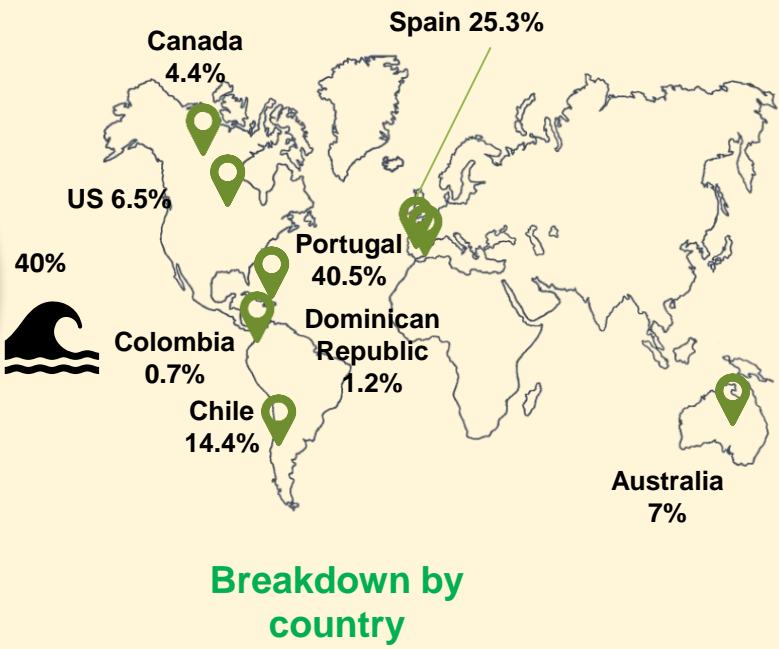 Spain 25.3%
Canada
4.4%
US 6.5%
40%
Portugal
40.5%
Dominican
Republic
1.2%
Colombia
0.7%
Chile
14.4%
Australia
7%
Breakdown by
country